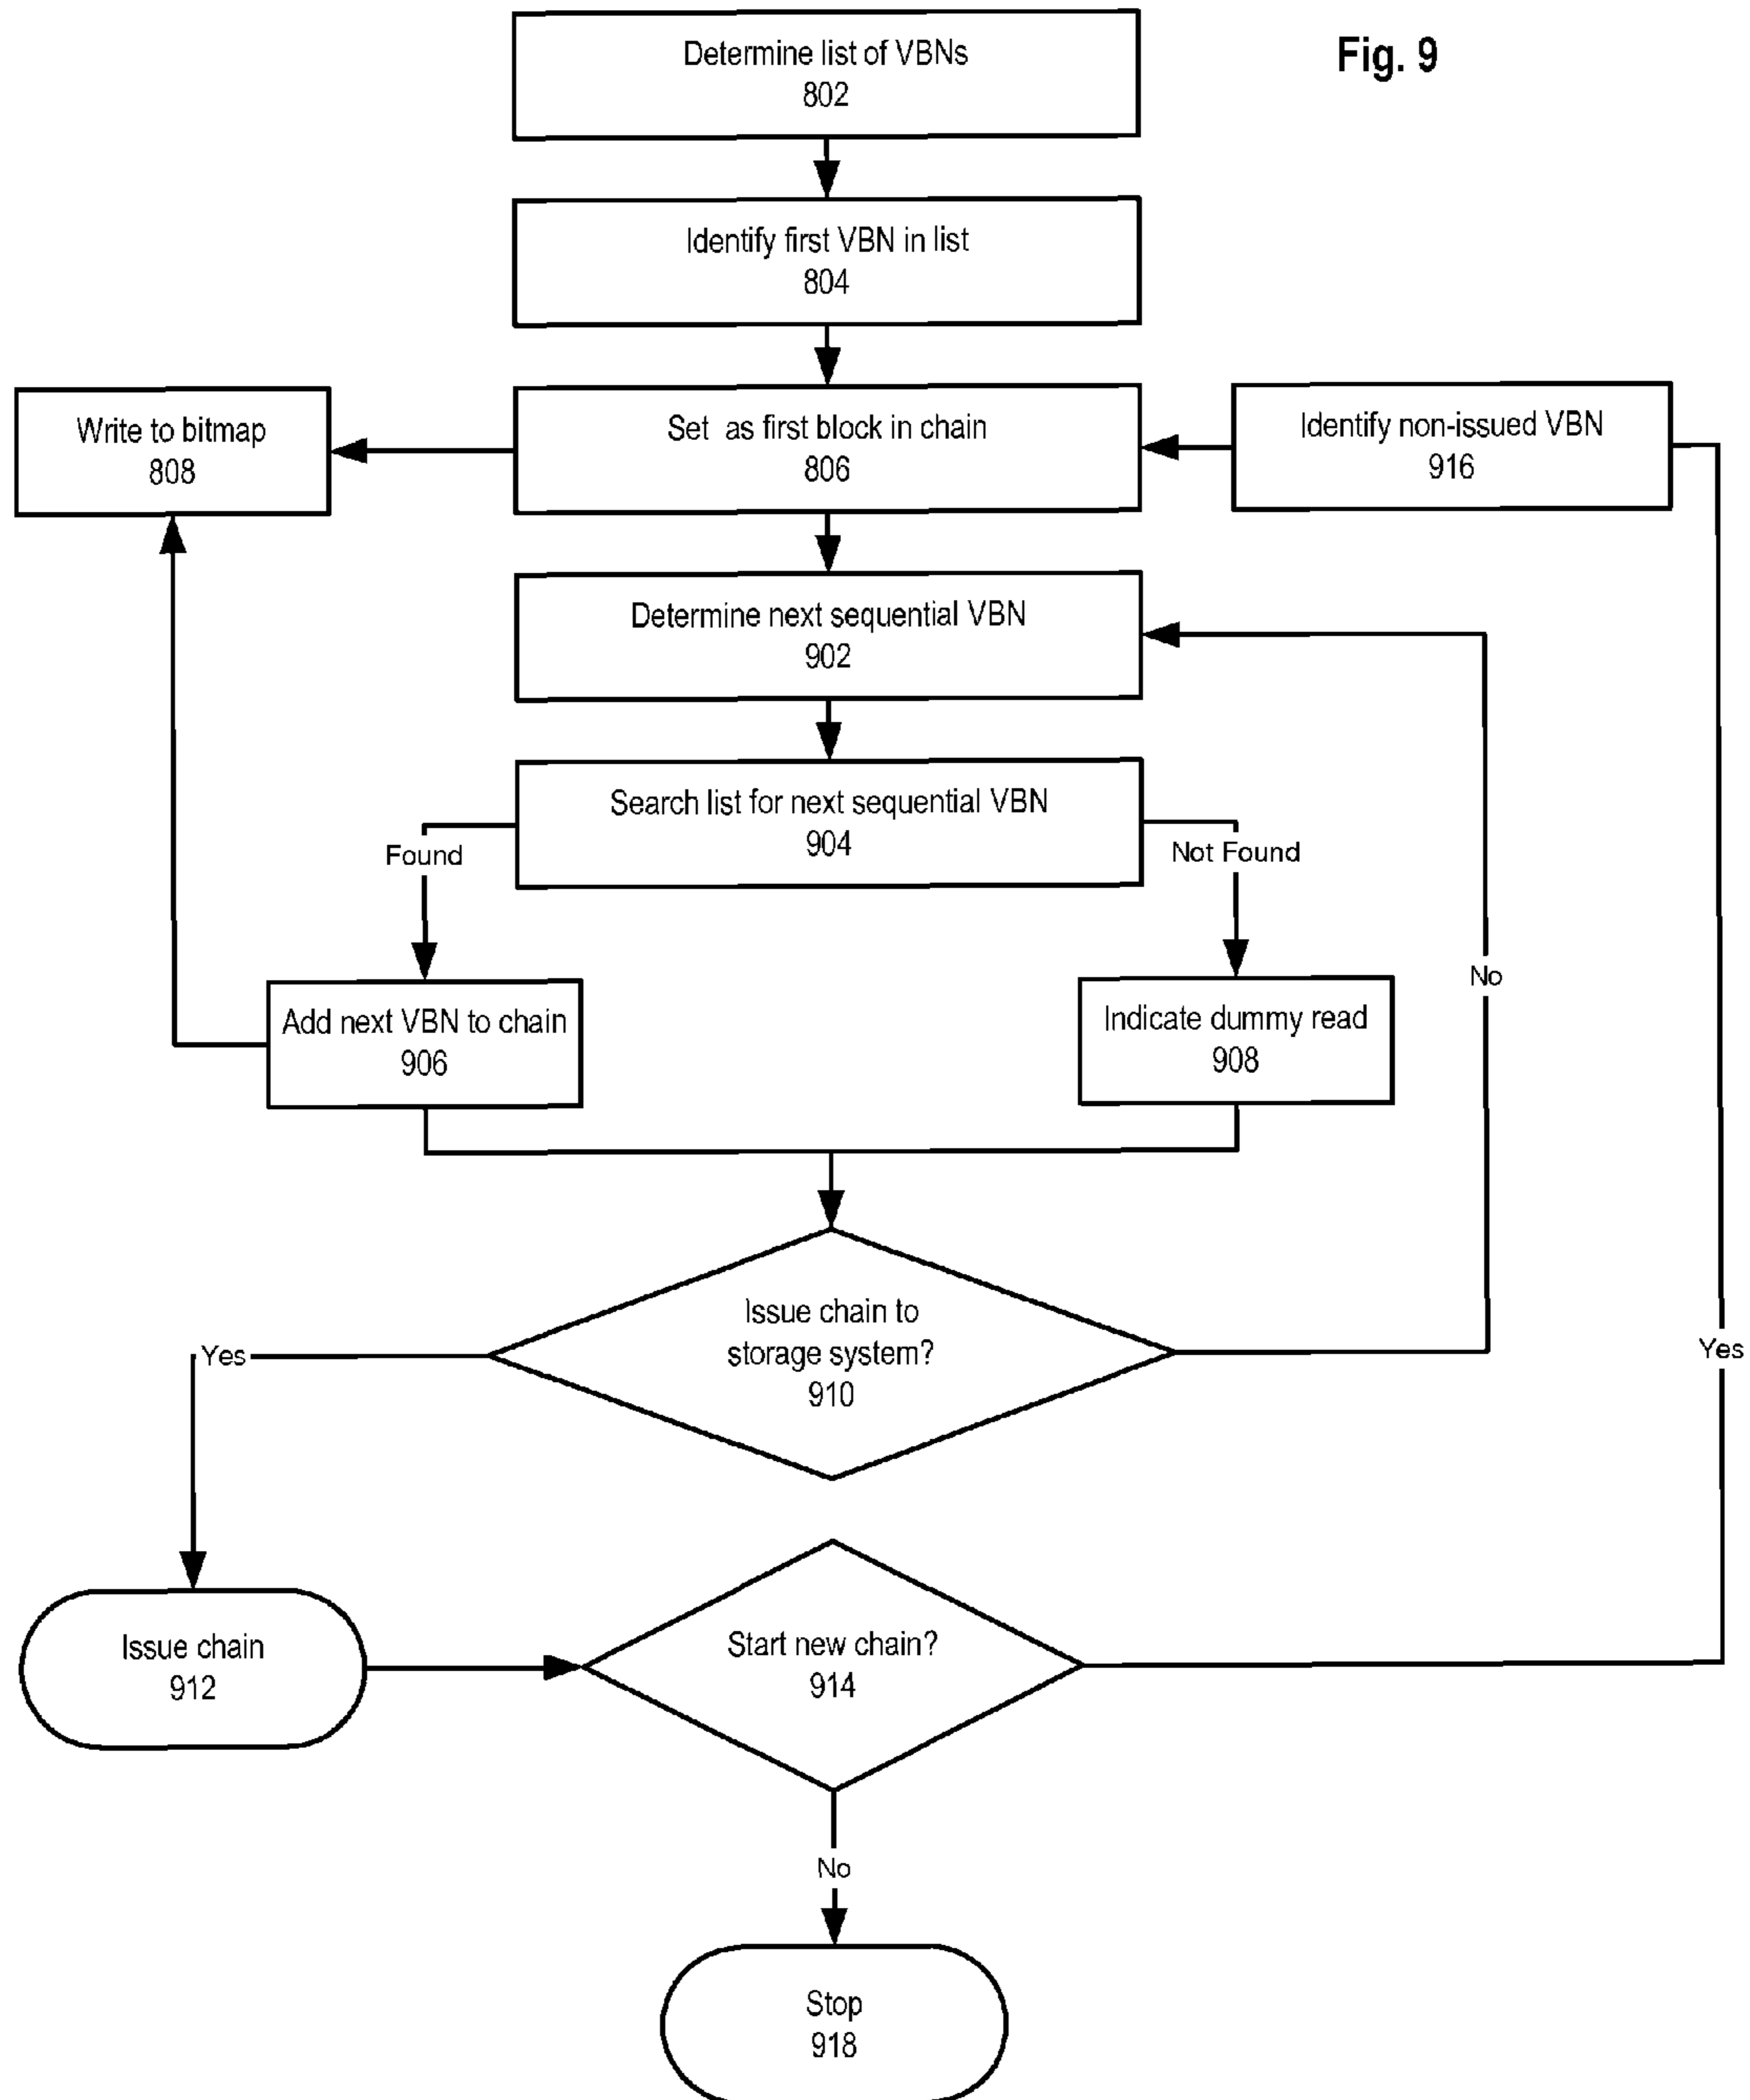 Fig. 9
Determine list of VBNs
802
Identify first VBN in list
804
Write to bitmap
808
Set as first block in chain
806
Identify non-issued VBN
916
Determine next sequential VBN
902
Search list for next sequential VBN
904
Found
Not Found
Add next VBN to chain
906
Indicate dummy read
908
No
Issue chain to
storage system?
910
Yes
Yes
Issue chain
912
Start new chain?
914
No
Stop
918